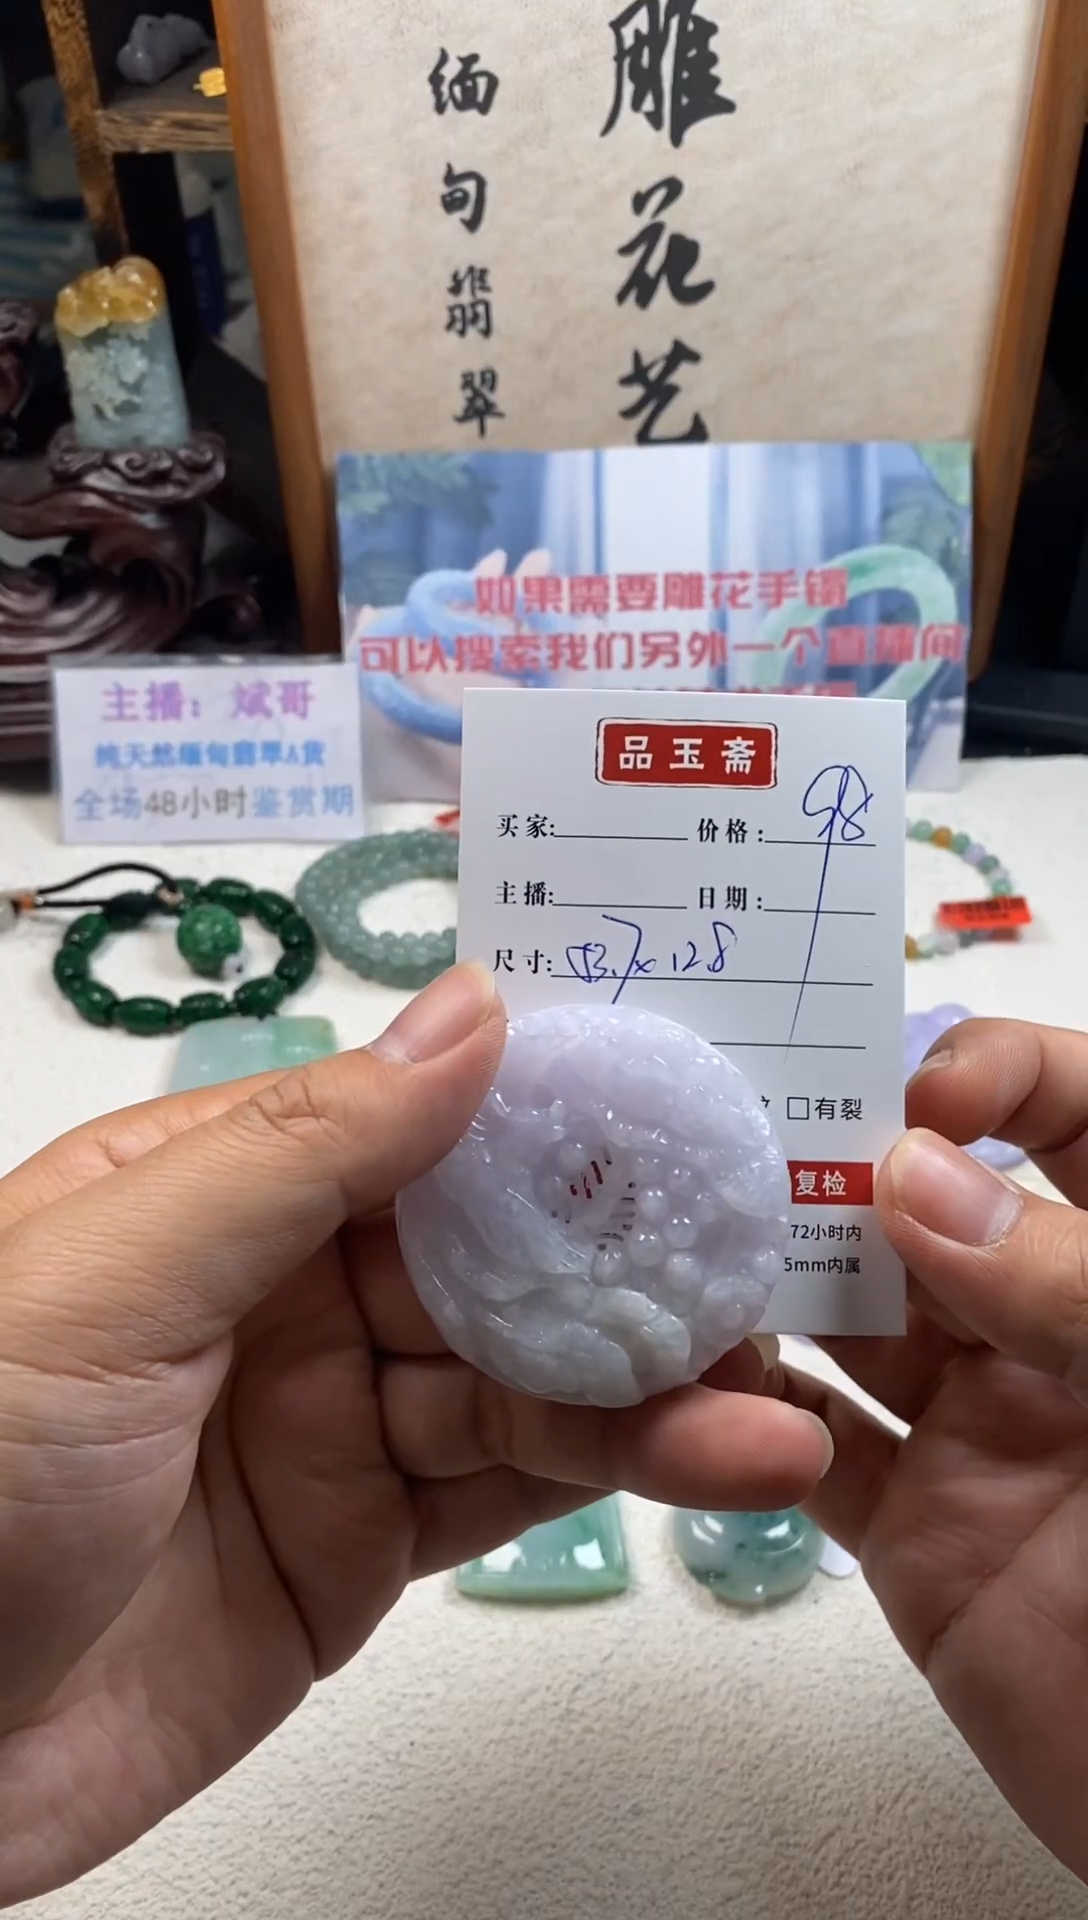 雕花艺
缅甸翡翠
如果需要雕花手镯
可以搜索我们另外一个直播间
主播：斌哥
纯天然缅甸翡翠A货
全场48小时鉴赏期
品玉斋
买家: 价格: 98
主播: 日期:
尺寸: 53.7×12.8
□有裂
复检
72小时内
5mm内属